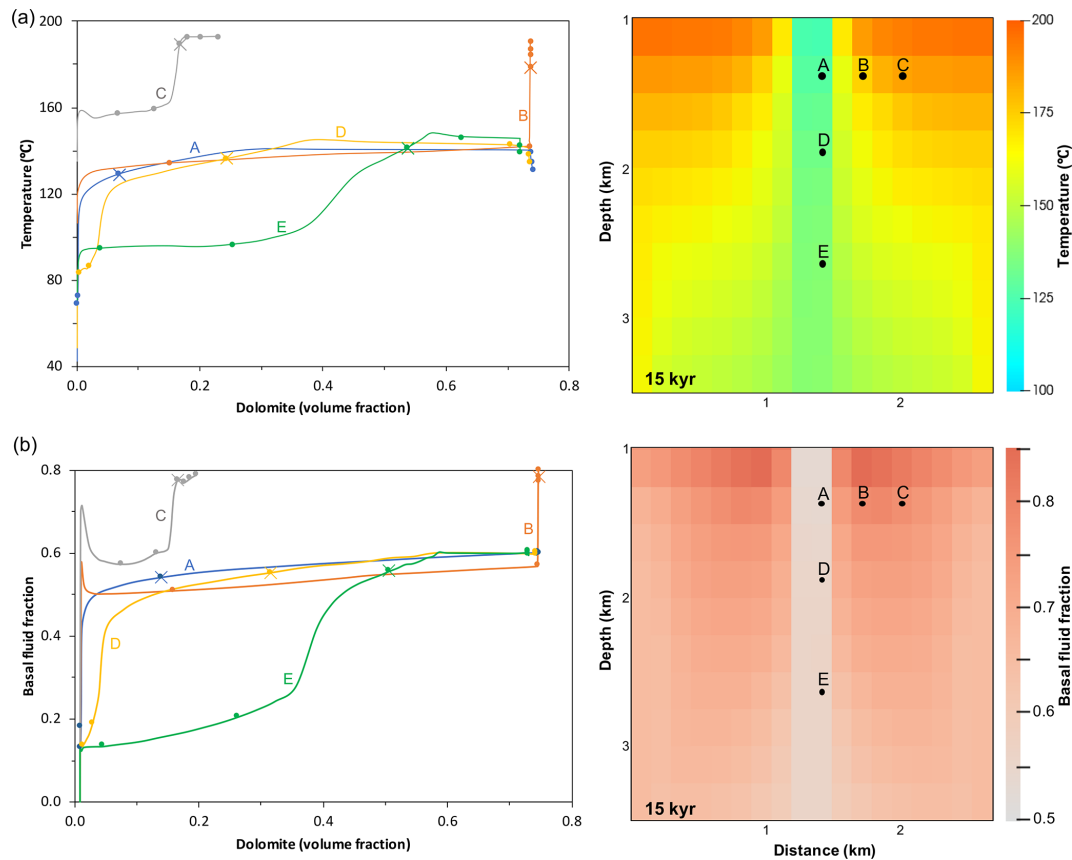 (a)
200
160
120
80
40
Temperature (ºC)
0.0 0.2 0.4 0.6 0.8
Dolomite (volume fraction)
C
A
D
B
E
1
2
3
Depth (km)
A B C
D
E
15 kyr
1 2
200
175
150
125
100
Temperature (ºC)
(b)
0.8
0.6
0.4
0.2
0.0
Basal fluid fraction
0.0 0.2 0.4 0.6 0.8
Dolomite (volume fraction)
C
A
B
D
E
1
2
3
Depth (km)
A B C
D
E
15 kyr
1 2
Distance (km)
0.8
0.7
0.6
0.5
Basal fluid fraction